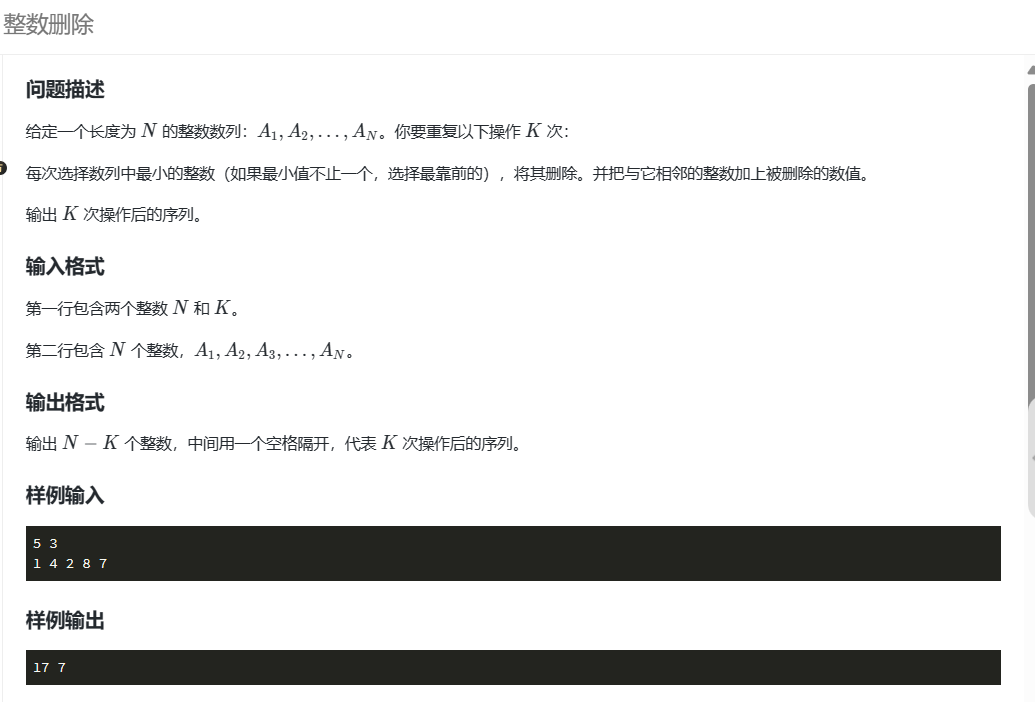 整数删除
问题描述
给定一个长度为 N 的整数数列：A₁, A₂, . . . , A_N。你要重复以下操作 K 次：
每次选择数列中最小的整数（如果最小值不止一个，选择最靠前的），将其删除。并把与它相邻的整数加上被删除的数值。
输出 K 次操作后的序列。
输入格式
第一行包含两个整数 N 和 K。
第二行包含 N 个整数，A₁, A₂, A₃, . . . , A_N。
输出格式
输出 N − K 个整数，中间用一个空格隔开，代表 K 次操作后的序列。
样例输入
5 3
1 4 2 8 7
样例输出
17 7